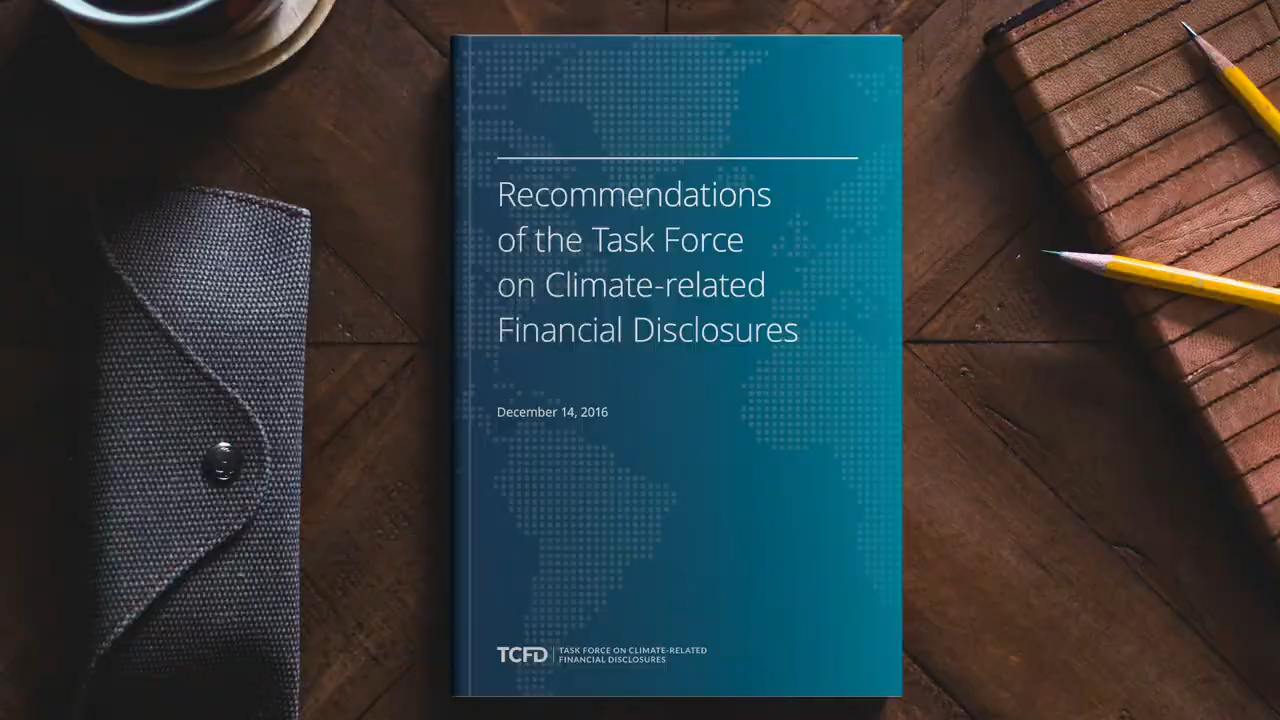 Recommendations
of the Task Force
on Climate-related
Financial Disclosures
December 14, 2016
TCFD
TASK FORCE ON CLIMATE-RELATED
FINANCIAL DISCLOSURES